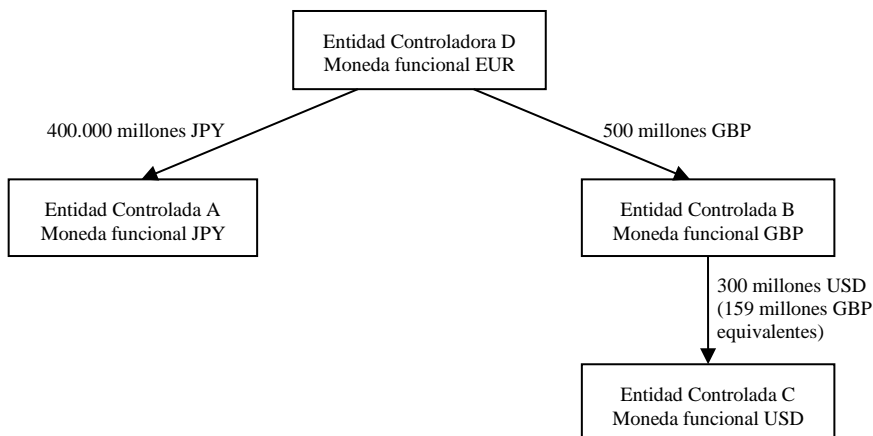 Entidad Controladora D
Moneda funcional EUR
400.000 millones JPY
500 millones GBP
Entidad Controlada A
Moneda funcional JPY
Entidad Controlada B
Moneda funcional GBP
300 millones USD
(159 millones GBP
equivalentes)
Entidad Controlada C
Moneda funcional USD